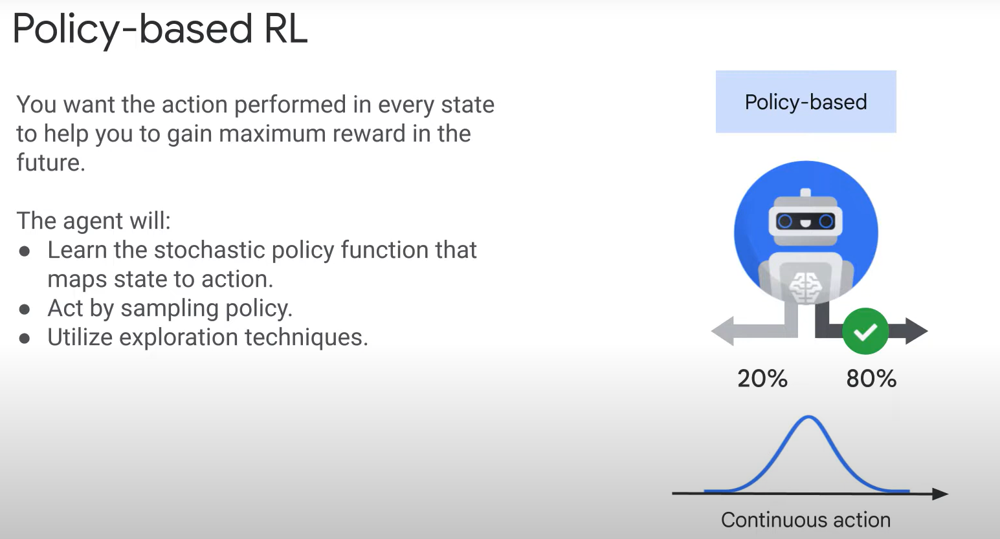 Policy-based RL
You want the action performed in every state
to help you to gain maximum reward in the
future.
The agent will:
● Learn the stochastic policy function that
maps state to action.
● Act by sampling policy.
● Utilize exploration techniques.
Policy-based
20% 80%
Continuous action